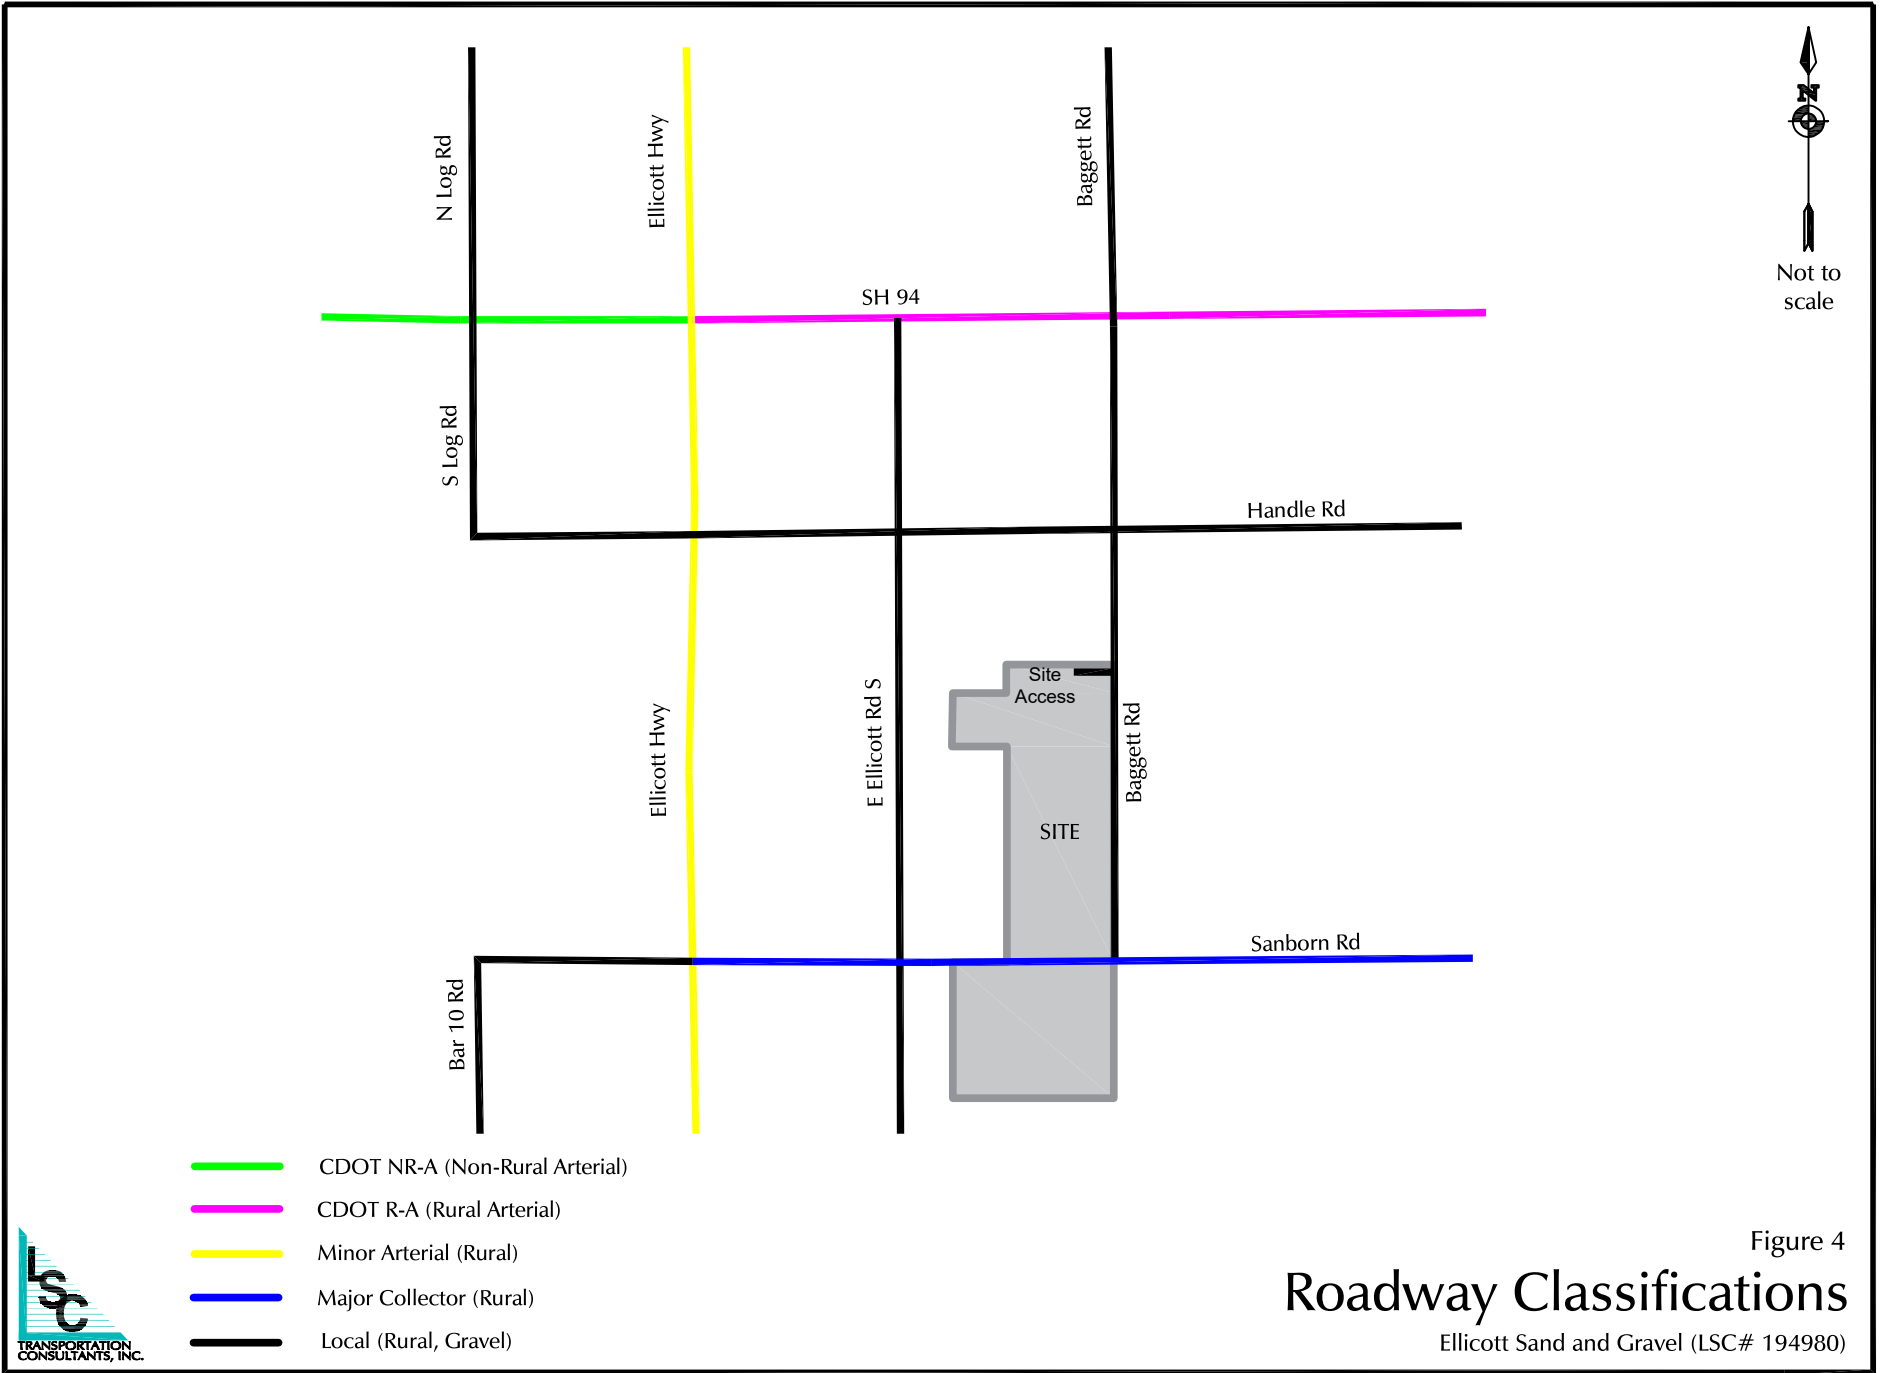 N
Not to
scale
N Log Rd
Ellicott Hwy
Baggett Rd
SH 94
S Log Rd
Handle Rd
Site
Access
Ellicott Hwy
E Ellicott Rd S
Baggett Rd
SITE
Sanborn Rd
Bar 10 Rd
CDOT NR-A (Non-Rural Arterial)
CDOT R-A (Rural Arterial)
Minor Arterial (Rural)
Major Collector (Rural)
Local (Rural, Gravel)
LSC
TRANSPORTATION
CONSULTANTS, INC.
Figure 4
Roadway Classifications
Ellicott Sand and Gravel (LSC# 194980)